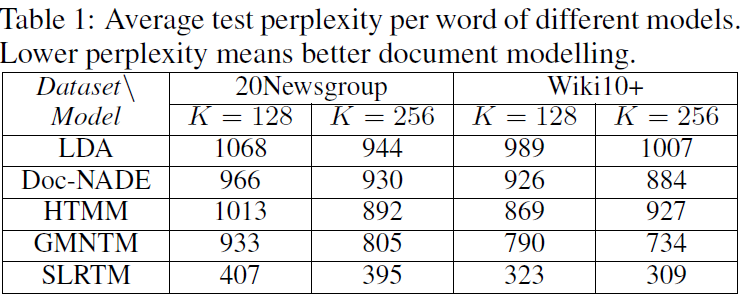 Table 1: Average test perplexity per word of different models.
Lower perplexity means better document modelling.
Dataset\ 20Newsgroup Wiki10+
Model K = 128 K = 256 K = 128 K = 256
LDA 1068 944 989 1007
Doc-NADE 966 930 926 884
HTMM 1013 892 869 927
GMNTM 933 805 790 734
SLRTM 407 395 323 309